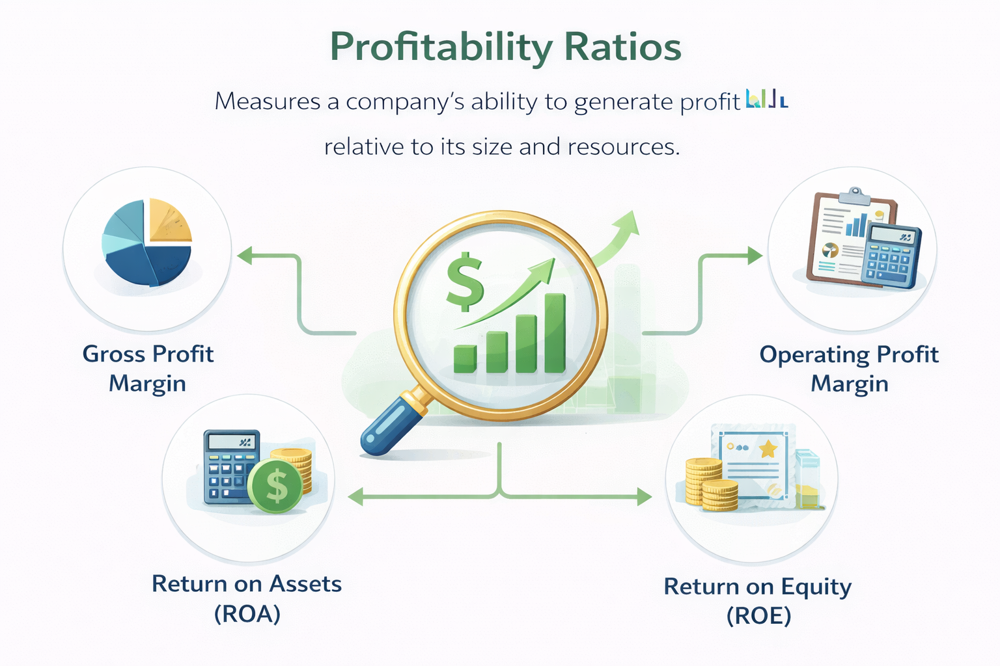 Profitability Ratios
Measures a company's ability to generate profit
relative to its size and resources.
$
Gross Profit
Margin
Operating Profit
Margin
$
Return on Assets
(ROA)
Return on Equity
(ROE)